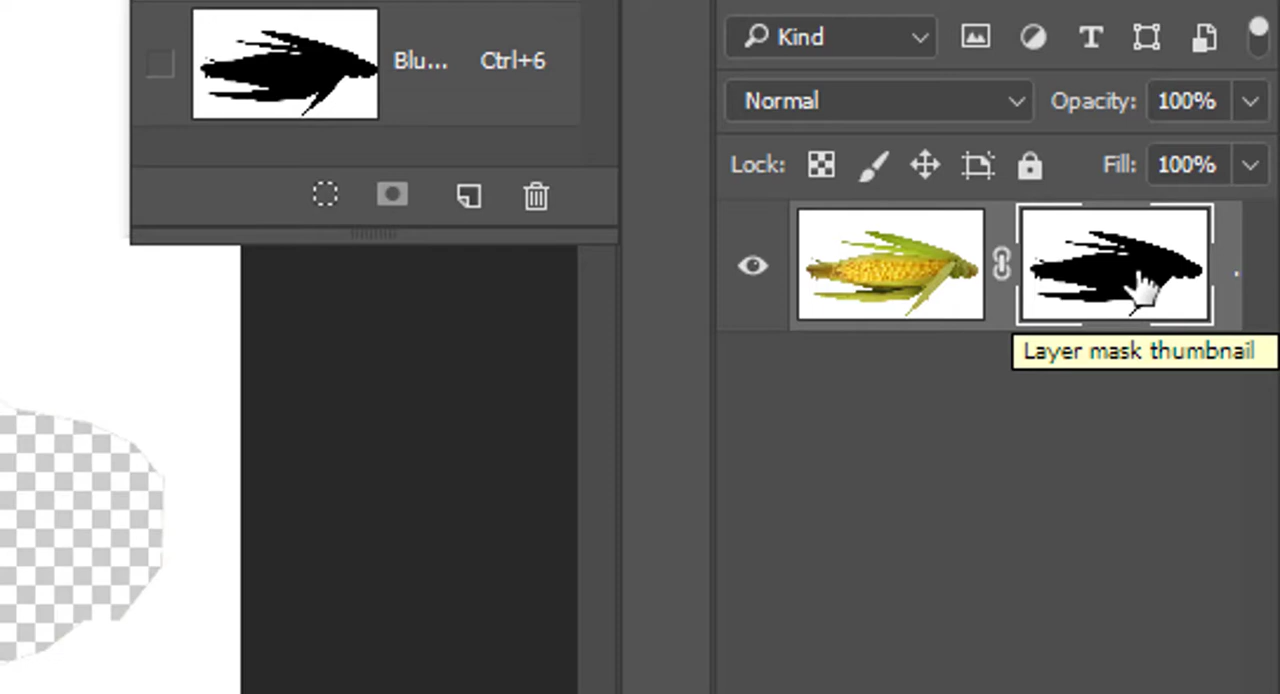 Blu... Ctrl+6
Kind
Normal Opacity: 100%
Lock: Fill: 100%
Layer mask thumbnail